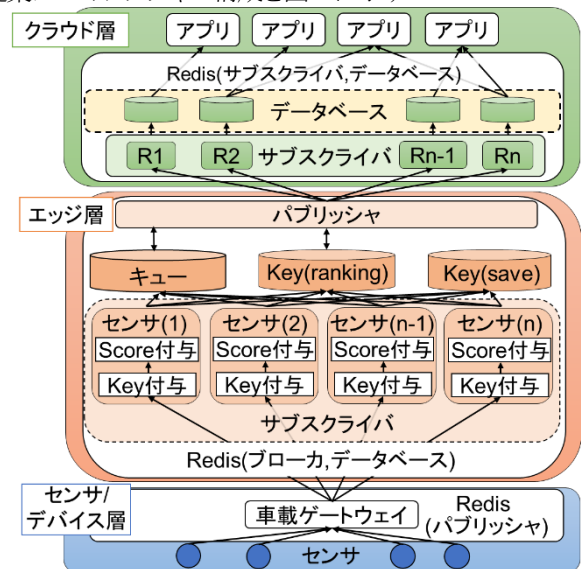 クラウド層
アプリ アプリ アプリ アプリ
Redis(サブスクライバ,データベース)
データベース
R1 R2 サブスクライバ Rn-1 Rn
エッジ層
パブリッシャ
キュー Key(ranking) Key(save)
センサ(1) センサ(2) センサ(n-1) センサ(n)
Score付与 Score付与 Score付与 Score付与
Key付与 Key付与 Key付与 Key付与
サブスクライバ
Redis(ブローカ,データベース)
センサ/
デバイス層
車載ゲートウェイ
Redis
(パブリッシャ)
センサ